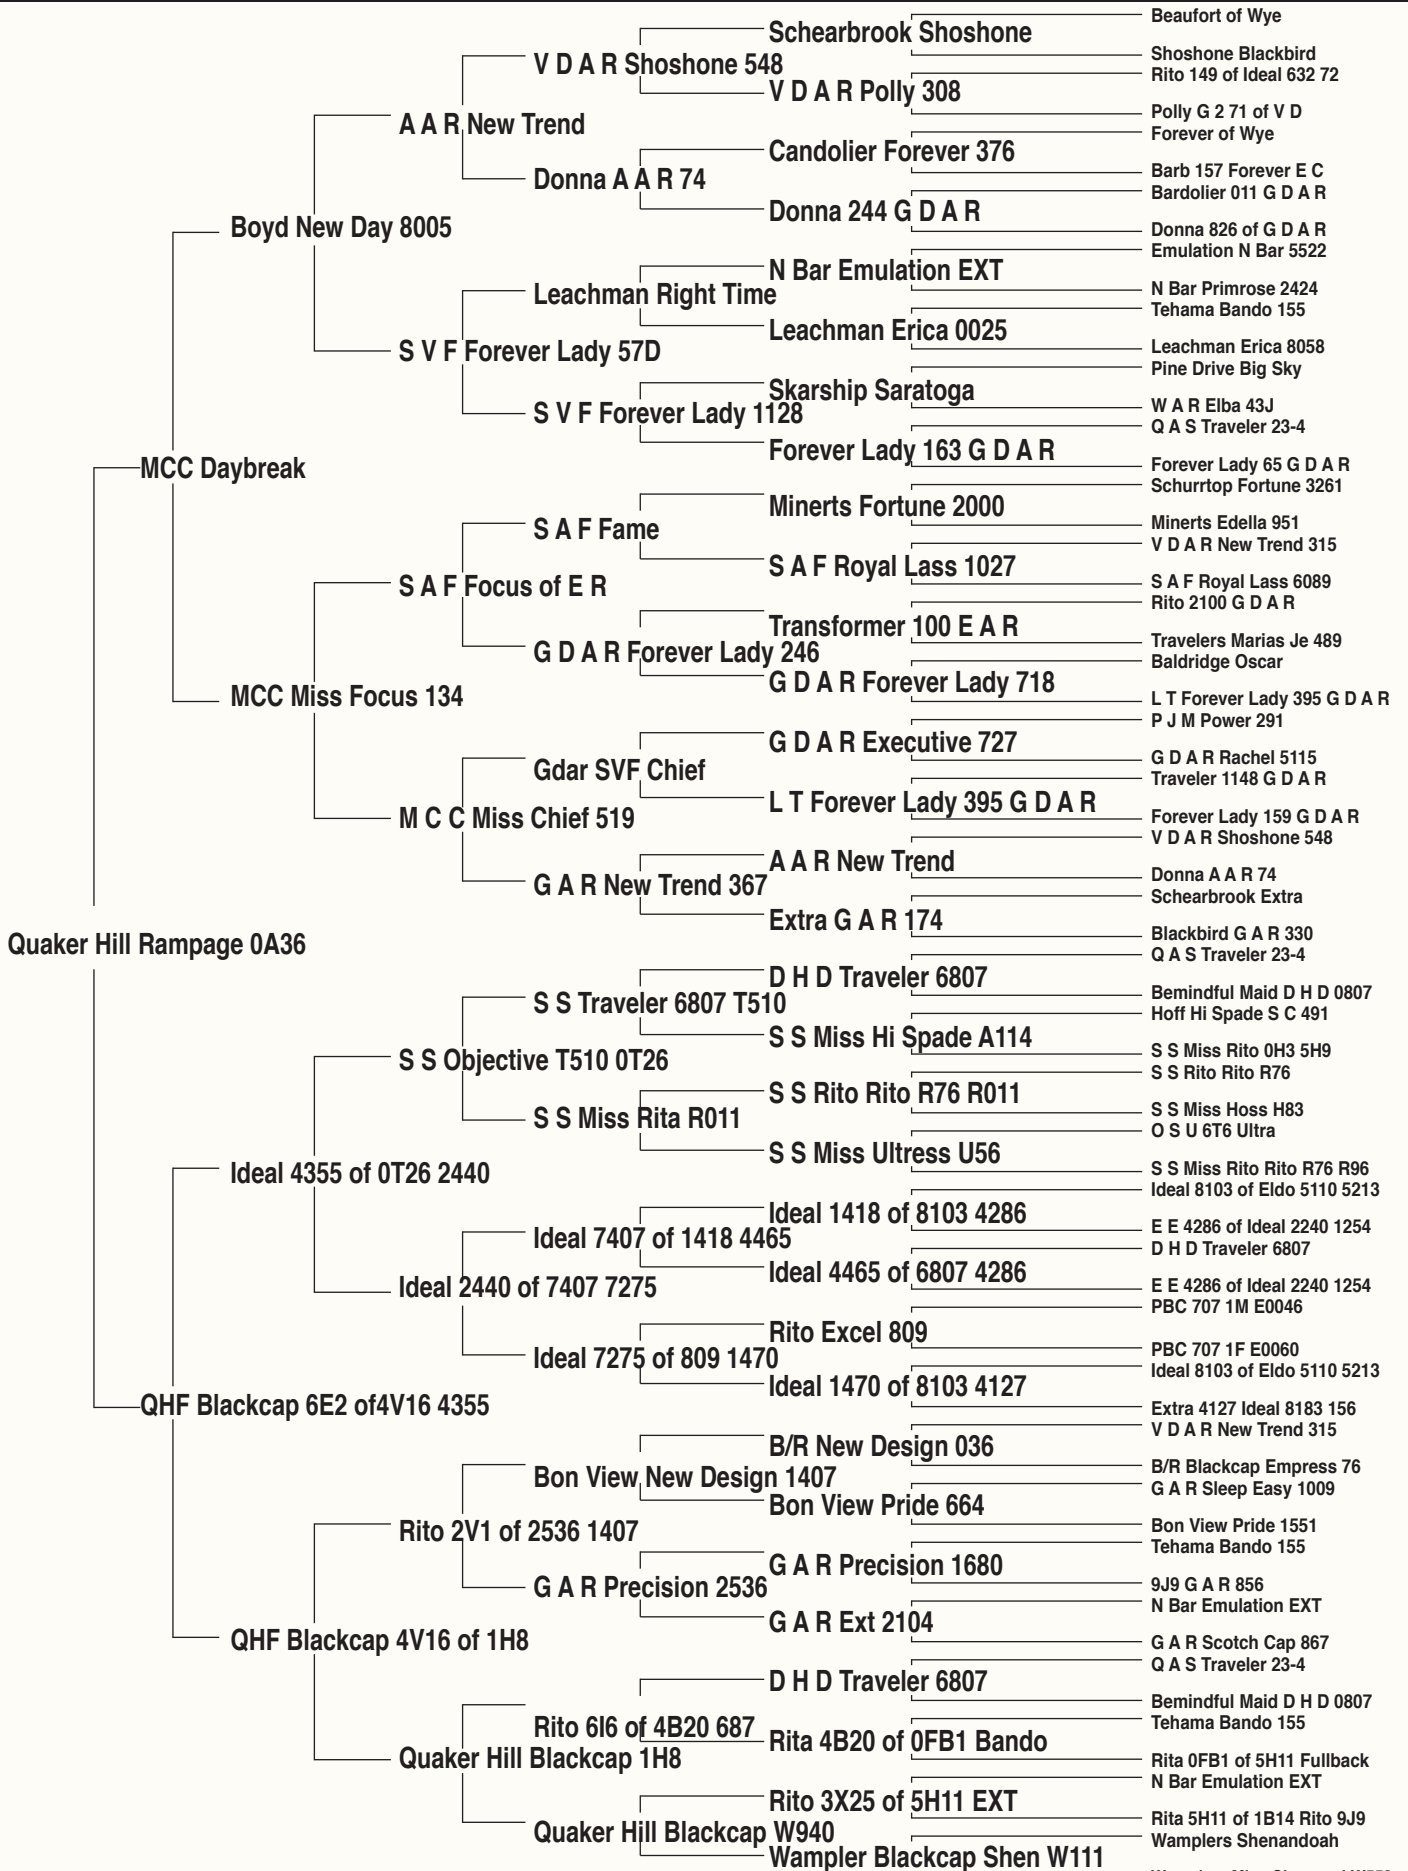 Beaufort of Wye
Schearbrook Shoshone
Shoshone Blackbird
V D A R Shoshone 548
Rito 149 of Ideal 632 72
V D A R Polly 308
Polly G 2 71 of V D
A A R New Trend
Forever of Wye
Candolier Forever 376
Barb 157 Forever E C
Donna A A R 74
Bardolier 011 G D A R
Donna 244 G D A R
Donna 826 of G D A R
Boyd New Day 8005
Emulation N Bar 5522
N Bar Emulation EXT
N Bar Primrose 2424
Leachman Right Time
Tehama Bando 155
Leachman Erica 0025
Leachman Erica 8058
S V F Forever Lady 57D
Pine Drive Big Sky
Skarship Saratoga
W A R Elba 43J
S V F Forever Lady 1128
Q A S Traveler 23-4
Forever Lady 163 G D A R
Forever Lady 65 G D A R
MCC Daybreak
Schurrtop Fortune 3261
Minerts Fortune 2000
Minerts Edella 951
S A F Fame
V D A R New Trend 315
S A F Royal Lass 1027
S A F Royal Lass 6089
S A F Focus of E R
Rito 2100 G D A R
Transformer 100 E A R
Travelers Marias Je 489
G D A R Forever Lady 246
Baldridge Oscar
G D A R Forever Lady 718
L T Forever Lady 395 G D A R
MCC Miss Focus 134
P J M Power 291
G D A R Executive 727
G D A R Rachel 5115
Gdar SVF Chief
Traveler 1148 G D A R
L T Forever Lady 395 G D A R
Forever Lady 159 G D A R
M C C Miss Chief 519
V D A R Shoshone 548
A A R New Trend
Donna A A R 74
G A R New Trend 367
Schearbrook Extra
Extra G A R 174
Blackbird G A R 330
Quaker Hill Rampage 0A36
Q A S Traveler 23-4
D H D Traveler 6807
Bemindful Maid D H D 0807
S S Traveler 6807 T510
Hoff Hi Spade S C 491
S S Miss Hi Spade A114
S S Miss Rito 0H3 5H9
S S Objective T510 0T26
S S Rito Rito R76
S S Rito Rito R76 R011
S S Miss Hoss H83
S S Miss Rita R011
O S U 6T6 Ultra
S S Miss Ultress U56
S S Miss Rito Rito R76 R96
Ideal 4355 of 0T26 2440
Ideal 8103 of Eldo 5110 5213
Ideal 1418 of 8103 4286
E E 4286 of Ideal 2240 1254
Ideal 7407 of 1418 4465
D H D Traveler 6807
Ideal 4465 of 6807 4286
E E 4286 of Ideal 2240 1254
Ideal 2440 of 7407 7275
PBC 707 1M E0046
Rito Excel 809
PBC 707 1F E0060
Ideal 7275 of 809 1470
Ideal 8103 of Eldo 5110 5213
Ideal 1470 of 8103 4127
Extra 4127 Ideal 8183 156
QHF Blackcap 6E2 of4V16 4355
V D A R New Trend 315
B/R New Design 036
B/R Blackcap Empress 76
Bon View New Design 1407
G A R Sleep Easy 1009
Bon View Pride 664
Bon View Pride 1551
Rito 2V1 of 2536 1407
Tehama Bando 155
G A R Precision 1680
9J9 G A R 856
G A R Precision 2536
N Bar Emulation EXT
G A R Ext 2104
G A R Scotch Cap 867
QHF Blackcap 4V16 of 1H8
Q A S Traveler 23-4
D H D Traveler 6807
Bemindful Maid D H D 0807
Rito 6I6 of 4B20 687
Tehama Bando 155
Rita 4B20 of 0FB1 Bando
Rita 0FB1 of 5H11 Fullback
Quaker Hill Blackcap 1H8
N Bar Emulation EXT
Rito 3X25 of 5H11 EXT
Rita 5H11 of 1B14 Rito 9J9
Quaker Hill Blackcap W940
Wamplers Shenandoah
Wampler Blackcap Shen W111